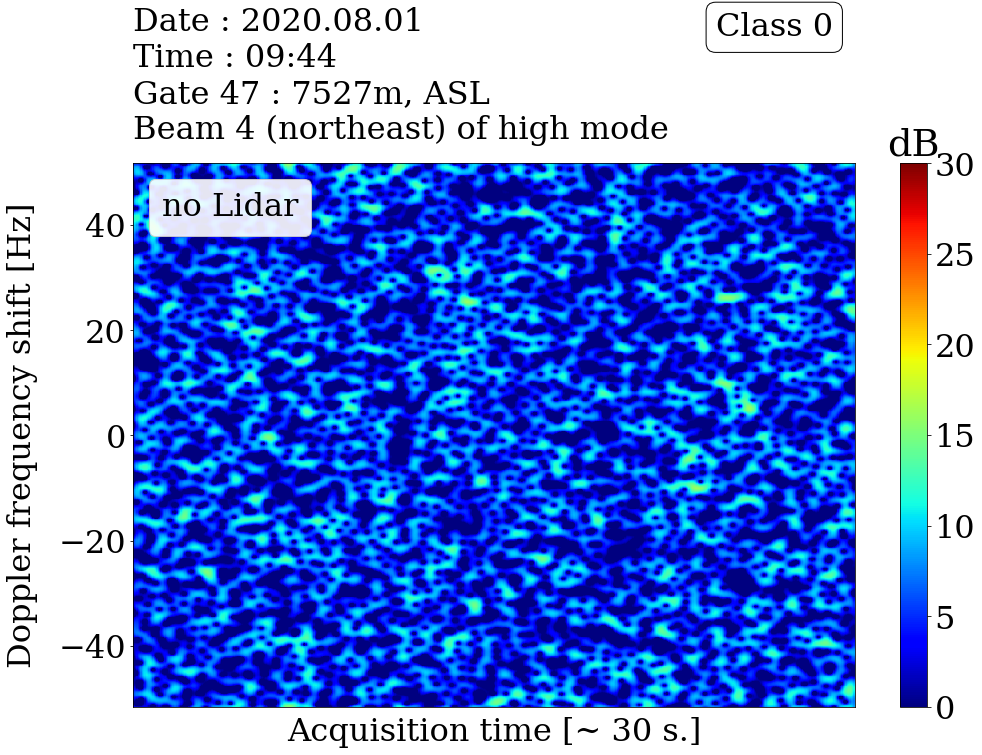 Date : 2020.08.01
Time : 09:44
Gate 47 : 7527m, ASL
Beam 4 (northeast) of high mode
Class 0
dB
no Lidar
Doppler frequency shift [Hz]
40
20
0
−20
−40
Acquisition time [~ 30 s.]
30
25
20
15
10
5
0